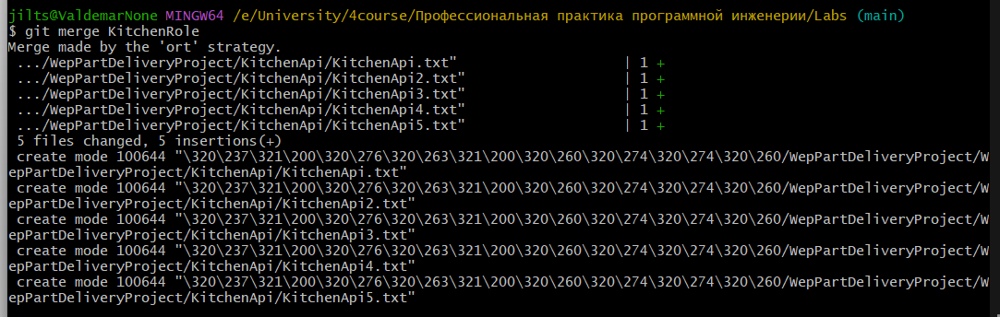 jilts@ValdemarNone MINGW64 /e/University/4course/Профессиональная практика программной инженерии/Labs (main)
$ git merge KitchenRole
Merge made by the 'ort' strategy.
 .../WepPartDeliveryProject/KitchenApi/KitchenApi.txt" | 1 +
 .../WepPartDeliveryProject/KitchenApi/KitchenApi2.txt" | 1 +
 .../WepPartDeliveryProject/KitchenApi/KitchenApi3.txt" | 1 +
 .../WepPartDeliveryProject/KitchenApi/KitchenApi4.txt" | 1 +
 .../WepPartDeliveryProject/KitchenApi/KitchenApi5.txt" | 1 +
 5 files changed, 5 insertions(+)
 create mode 100644 "\320\237\321\200\320\276\320\263\321\200\320\260\320\274\320\274\320\260/WepPartDeliveryProject/W
epPartDeliveryProject/KitchenApi/KitchenApi.txt"
 create mode 100644 "\320\237\321\200\320\276\320\263\321\200\320\260\320\274\320\274\320\260/WepPartDeliveryProject/W
epPartDeliveryProject/KitchenApi/KitchenApi2.txt"
 create mode 100644 "\320\237\321\200\320\276\320\263\321\200\320\260\320\274\320\274\320\260/WepPartDeliveryProject/W
epPartDeliveryProject/KitchenApi/KitchenApi3.txt"
 create mode 100644 "\320\237\321\200\320\276\320\263\321\200\320\260\320\274\320\274\320\260/WepPartDeliveryProject/W
epPartDeliveryProject/KitchenApi/KitchenApi4.txt"
 create mode 100644 "\320\237\321\200\320\276\320\263\321\200\320\260\320\274\320\274\320\260/WepPartDeliveryProject/W
epPartDeliveryProject/KitchenApi/KitchenApi5.txt"